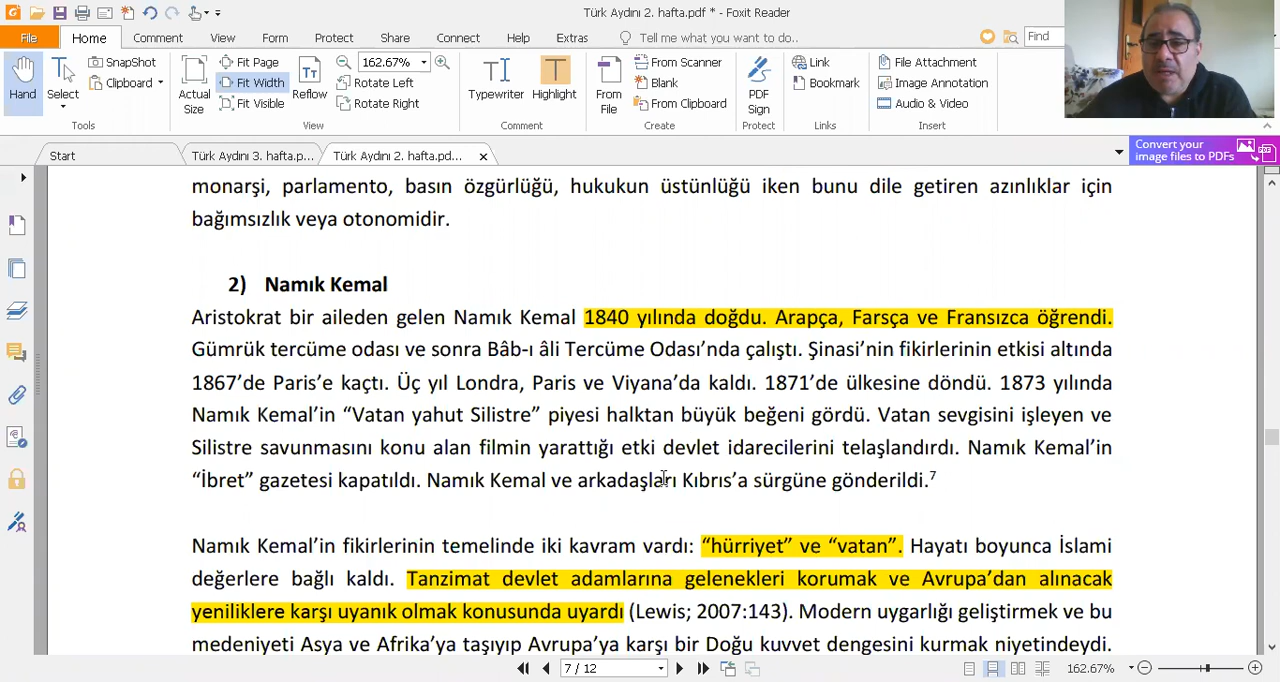 Türk Aydını 2. hafta.pdf * - Foxit Reader
File Home Comment View Form Protect Share Connect Help Extras Tell me what you want to do... Find
Hand Select SnapShot Clipboard Actual Size Fit Page Fit Width Fit Visible Reflow 162.67% Rotate Left Rotate Right Typewriter Highlight From File From Scanner Blank From Clipboard PDF Sign Link Bookmark File Attachment Image Annotation Audio & Video
Tools View Comment Create Protect Links Insert
Start Türk Aydını 3. hafta.p... Türk Aydını 2. hafta.pd...
Convert your
image files to PDFs
monarşi, parlamento, basın özgürlüğü, hukukun üstünlüğü iken bunu dile getiren azınlıklar için
bağımsızlık veya otonomidir.
2) Namık Kemal
Aristokrat bir aileden gelen Namık Kemal 1840 yılında doğdu. Arapça, Farsça ve Fransızca öğrendi.
Gümrük tercüme odası ve sonra Bâb-ı âli Tercüme Odası’nda çalıştı. Şinasi’nin fikirlerinin etkisi altında
1867’de Paris’e kaçtı. Üç yıl Londra, Paris ve Viyana’da kaldı. 1871’de ülkesine döndü. 1873 yılında
Namık Kemal’in “Vatan yahut Silistre” piyesi halktan büyük beğeni gördü. Vatan sevgisini işleyen ve
Silistre savunmasını konu alan filmin yarattığı etki devlet idarecilerini telaşlandırdı. Namık Kemal’in
“İbret” gazetesi kapatıldı. Namık Kemal ve arkadaşları Kıbrıs’a sürgüne gönderildi.7
Namık Kemal’in fikirlerinin temelinde iki kavram vardı: “hürriyet” ve “vatan”. Hayatı boyunca İslami
değerlere bağlı kaldı. Tanzimat devlet adamlarına gelenekleri korumak ve Avrupa’dan alınacak
yeniliklere karşı uyanık olmak konusunda uyardı (Lewis; 2007:143). Modern uygarlığı geliştirmek ve bu
medeniyeti Asya ve Afrika’ya taşıyıp Avrupa’ya karşı bir Doğu kuvvet dengesini kurmak niyetindeydi.
7 / 12 162.67%